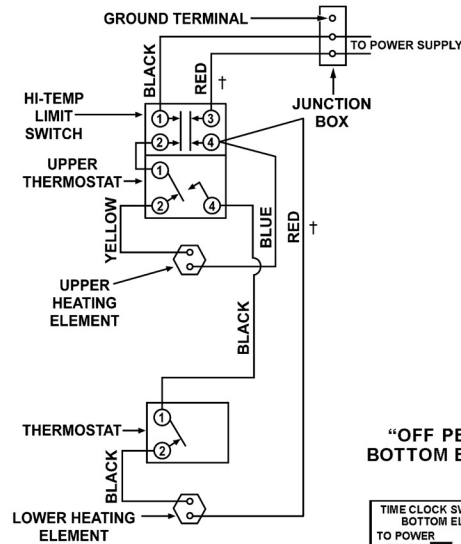 GROUND TERMINAL
TO POWER SUPPLY
BLACK
RED
†
HI-TEMP
LIMIT
SWITCH
JUNCTION
BOX
1
3
2
4
UPPER
THERMOSTAT
1
2
4
YELLOW
BLUE
RED
†
UPPER
HEATING
ELEMENT
BLACK
THERMOSTAT
1
2
BLACK
LOWER HEATING
ELEMENT
"OFF PE
BOTTOM E
TIME CLOCK SW
BOTTOM EL
TO POWER